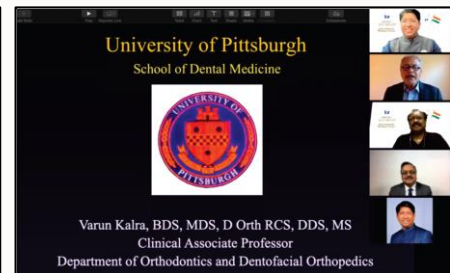 University of Pittsburgh
School of Dental Medicine
UNIVERSITY OF
PITTSBURGH
Varun Kalra, BDS, MDS, D Orth RCS, DDS, MS
Clinical Associate Professor
Department of Orthodontics and Dentofacial Orthopedics